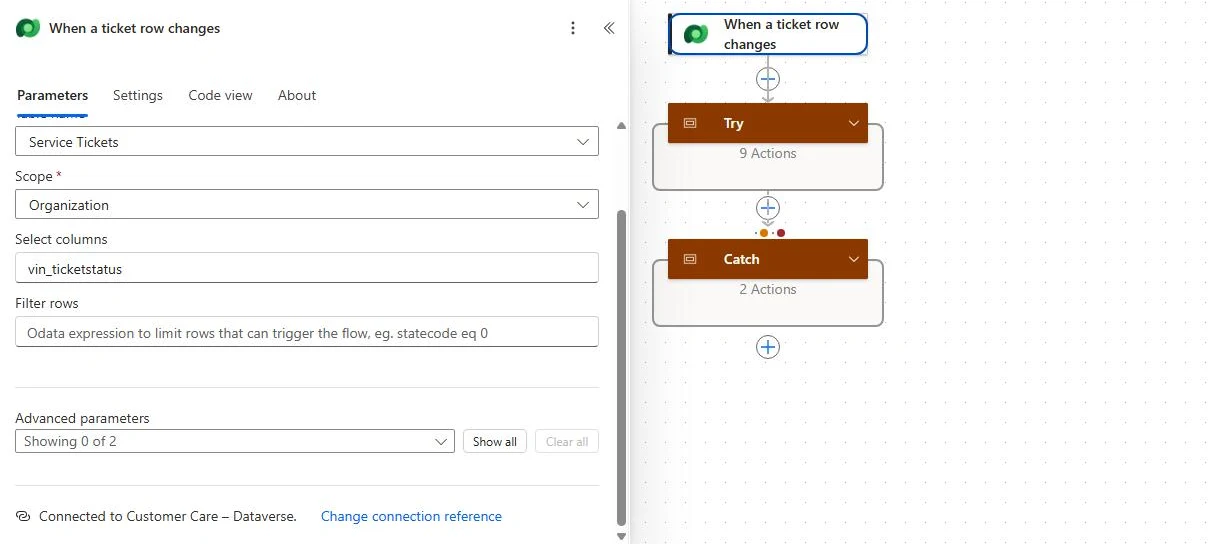 When a ticket row changes
Parameters
Settings
Code view
About
Service Tickets
Scope *
Organization
Select columns
vin_ticketstatus
Filter rows
Odata expression to limit rows that can trigger the flow, eg. statecode eq 0
Advanced parameters
Showing 0 of 2
Show all
Clear all
Connected to Customer Care – Dataverse.
Change connection reference
When a ticket row
changes
Try
9 Actions
Catch
2 Actions